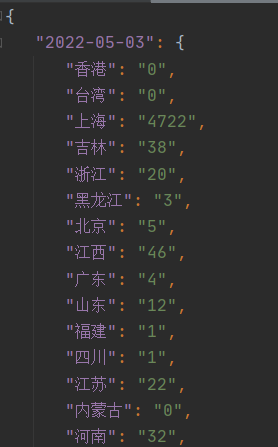 {
"2022-05-03": {
"香港": "0",
"台湾": "0",
"上海": "4722",
"吉林": "38",
"浙江": "20",
"黑龙江": "3",
"北京": "5",
"江西": "46",
"广东": "4",
"山东": "12",
"福建": "1",
"四川": "1",
"江苏": "22",
"内蒙古": "0",
"河南": "32",